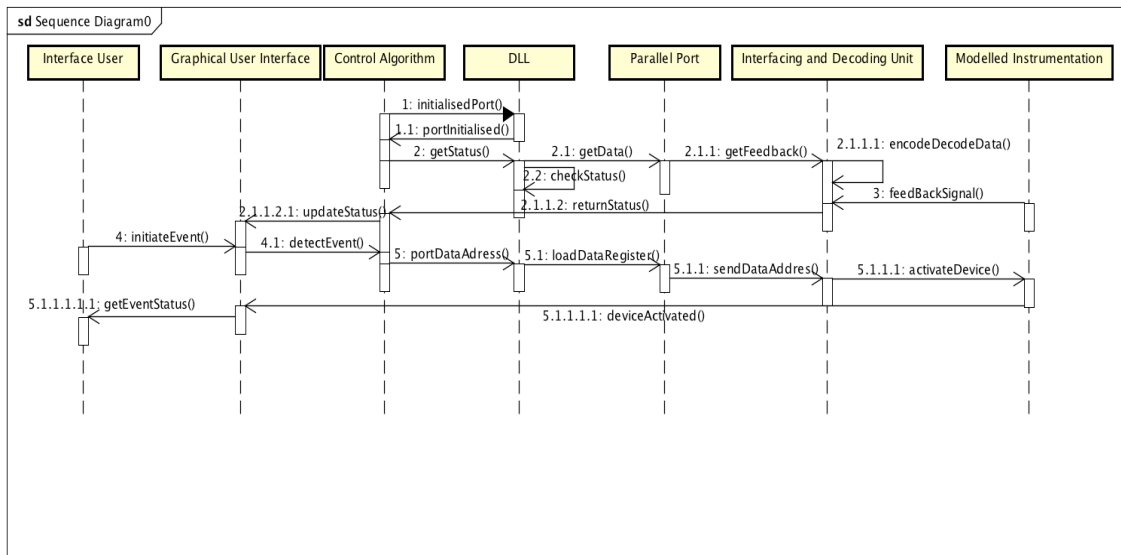 sd Sequence Diagram0
Interface User
Graphical User Interface
Control Algorithm
DLL
Parallel Port
Interfacing and Decoding Unit
Modelled Instrumentation
1: initialisedPort()
1.1: portInitialised()
2: getStatus()
2.1: getData()
2.1.1: getFeedback()
2.1.1.1: encodeDecodeData()
2.2: checkStatus()
3: feedBackSignal()
2.1.1.2: returnStatus()
2.1.1.2.1: updateStatus()
4: initiateEvent()
4.1: detectEvent()
5: portDataAdress()
5.1: loadDataRegister()
5.1.1: sendDataAddres()
5.1.1.1: activateDevice()
5.1.1.1.1.1: getEventStatus()
5.1.1.1.1: deviceActivated()